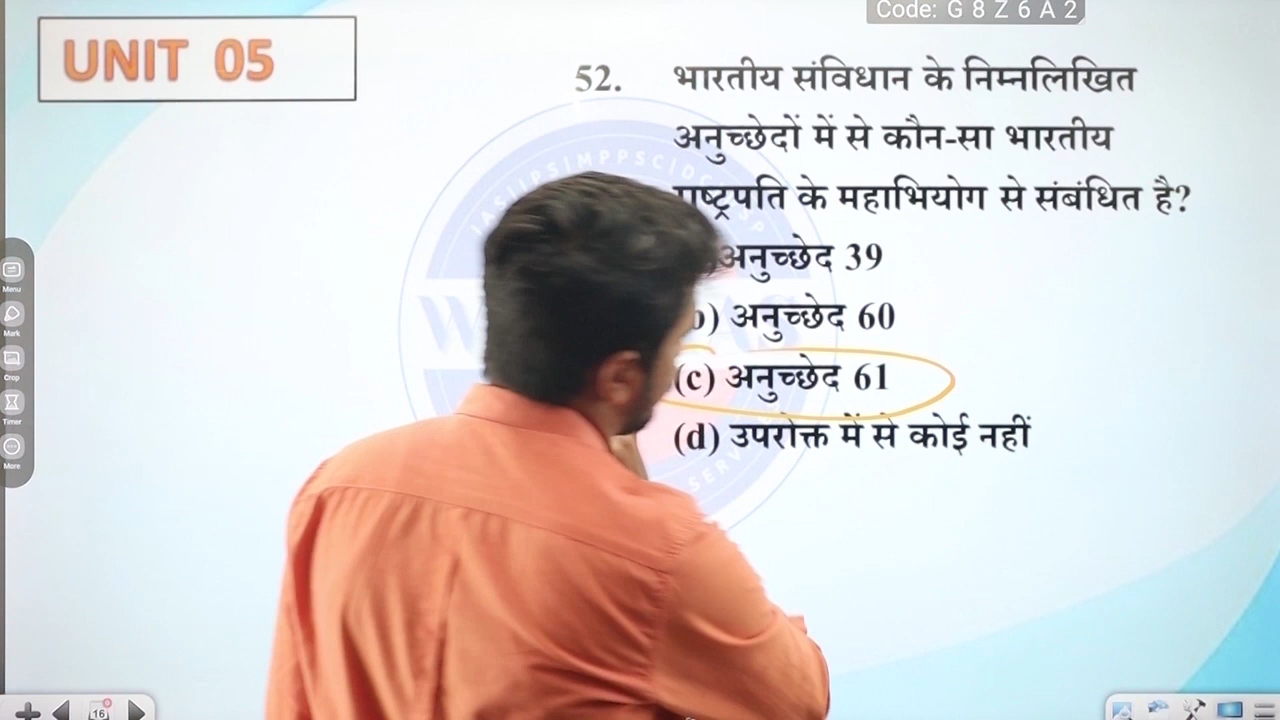 Code: G 8 Z 6 A 2
UNIT 05
52. भारतीय संविधान के निम्नलिखित
अनुच्छेदों में से कौन-सा भारतीय
राष्ट्रपति के महाभियोग से संबंधित है?
अनुच्छेद 39
b) अनुच्छेद 60
(c) अनुच्छेद 61
(d) उपरोक्त में से कोई नहीं
Menu
Mark
Crop
Timer
More
16